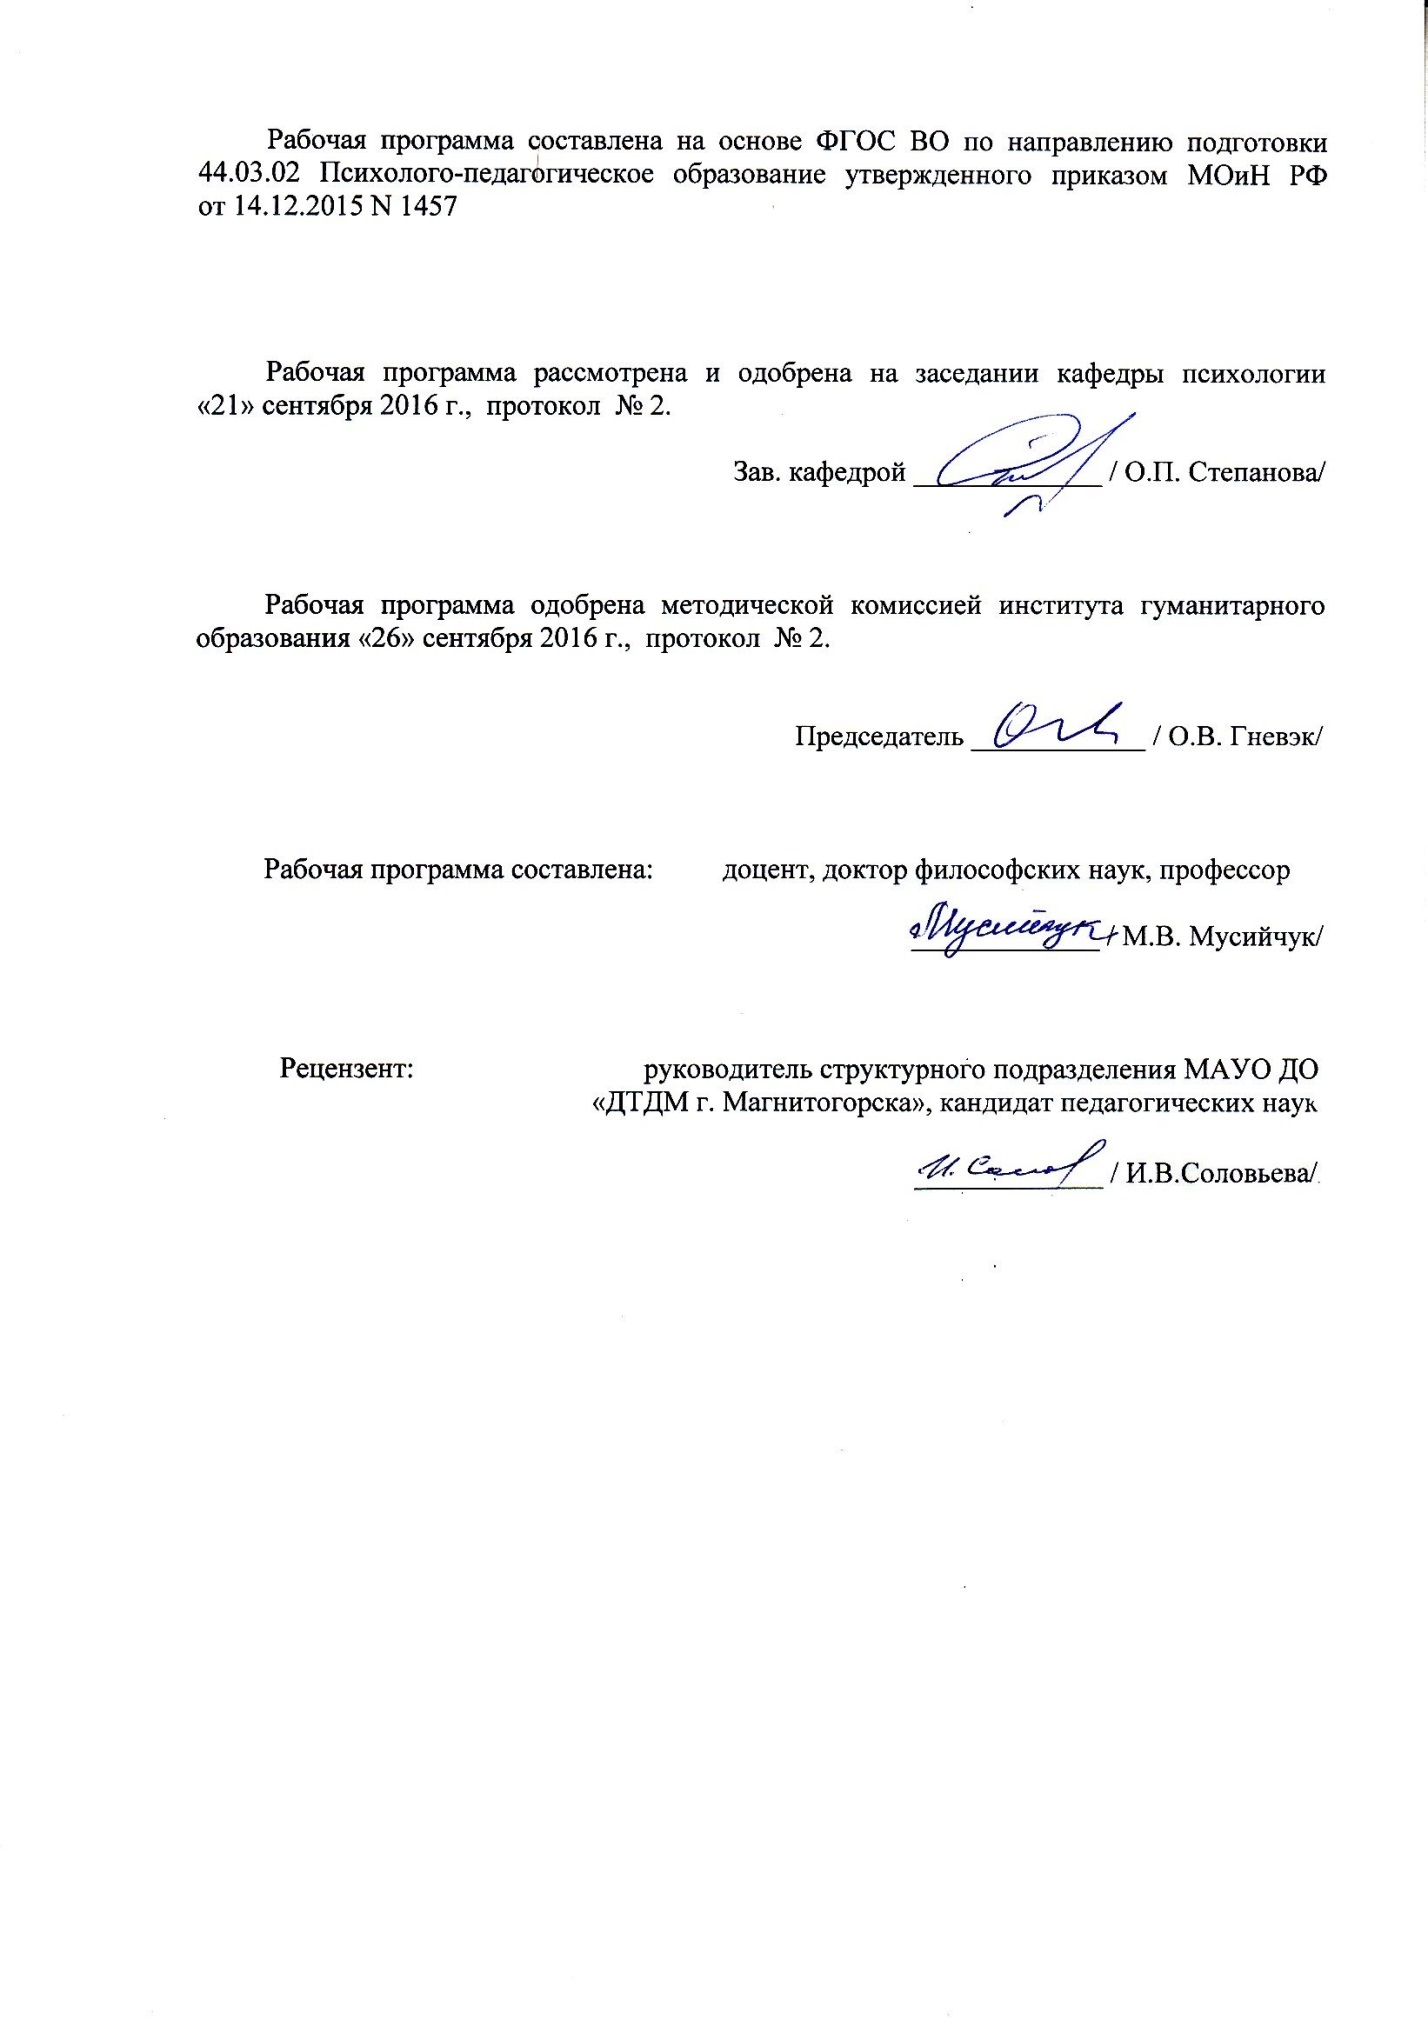 Рабочая программа составлена на основе ФГОС ВО по направлению подготовки
44.03.02 Психолого-педагогическое образование утвержденного приказом МОиН РФ
от 14.12.2015 N 1457
Рабочая программа рассмотрена и одобрена на заседании кафедры психологии
«21» сентября 2016 г., протокол № 2.
Зав. кафедрой ______________ / О.П. Степанова/
Рабочая программа одобрена методической комиссией института гуманитарного
образования «26» сентября 2016 г., протокол № 2.
Председатель _____________ / О.В. Гневэк/
Рабочая программа составлена: доцент, доктор философских наук, профессор
Мусийчук / М.В. Мусийчук/
Рецензент: руководитель структурного подразделения МАУО ДО
«ДТДМ г. Магнитогорска», кандидат педагогических наук
______________ / И.В.Соловьева/